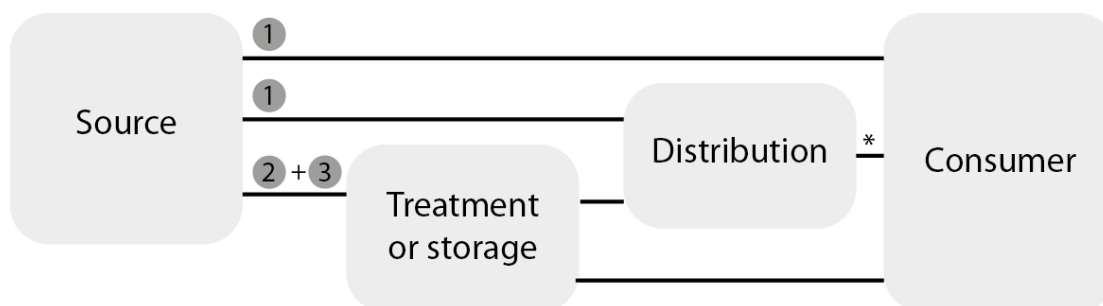 1
Source
1
2 + 3
Treatment
or storage
Distribution
*
Consumer